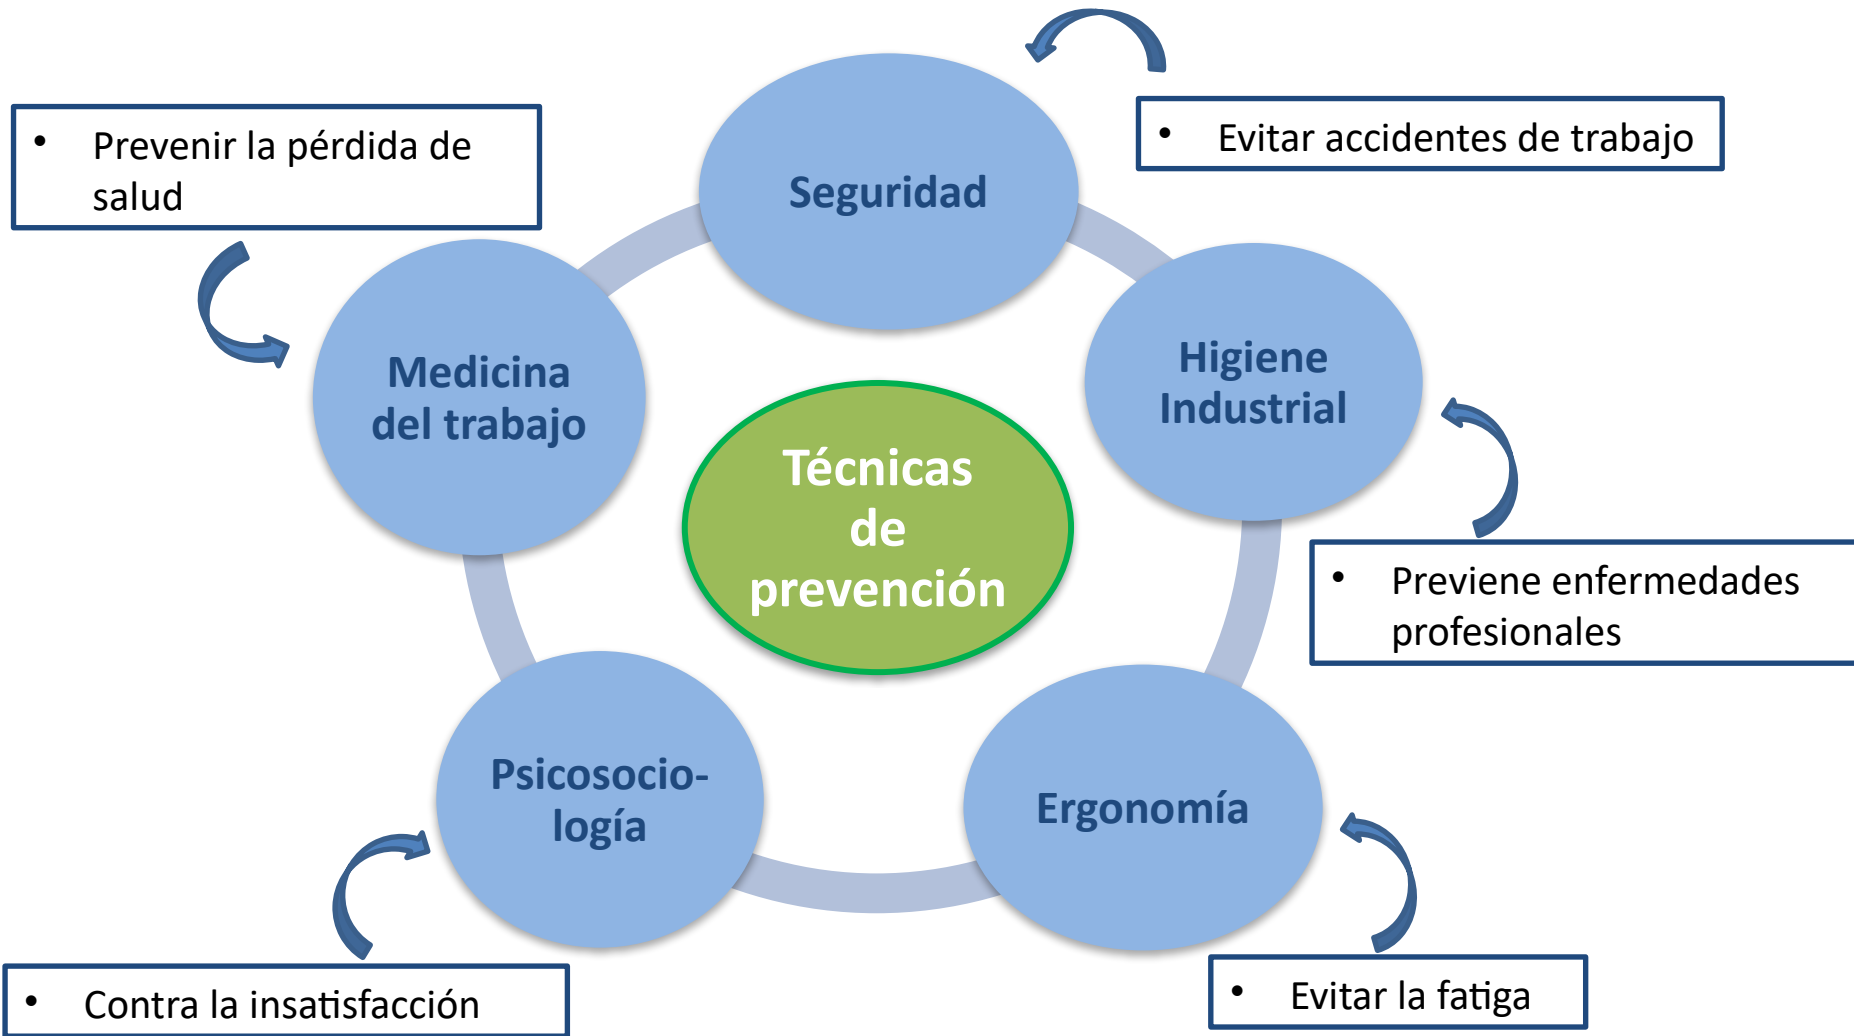 Seguridad
• Evitar accidentes de trabajo
• Prevenir la pérdida de
salud
Medicina
del trabajo
Higiene
Industrial
Técnicas
de
prevención
• Previene enfermedades
profesionales
Psicosocio-
logía
Ergonomía
• Contra la insatisfacción
• Evitar la fatiga